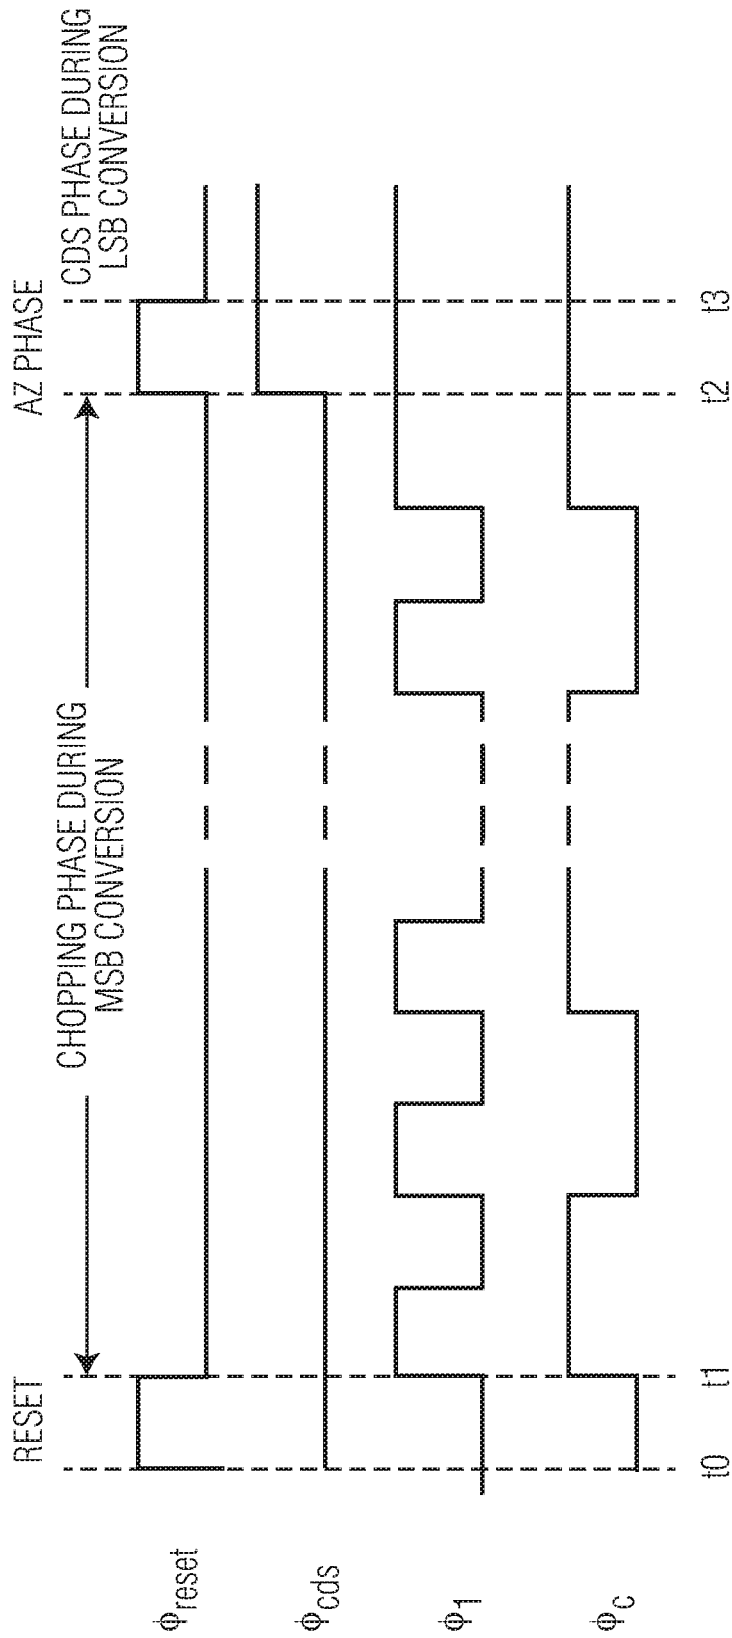 RESET
CHOPPING PHASE DURING
MSB CONVERSION
AZ PHASE
CDS PHASE DURING
LSB CONVERSION
ϕreset
ϕcds
ϕ1
ϕc
t0
t1
t2
t3